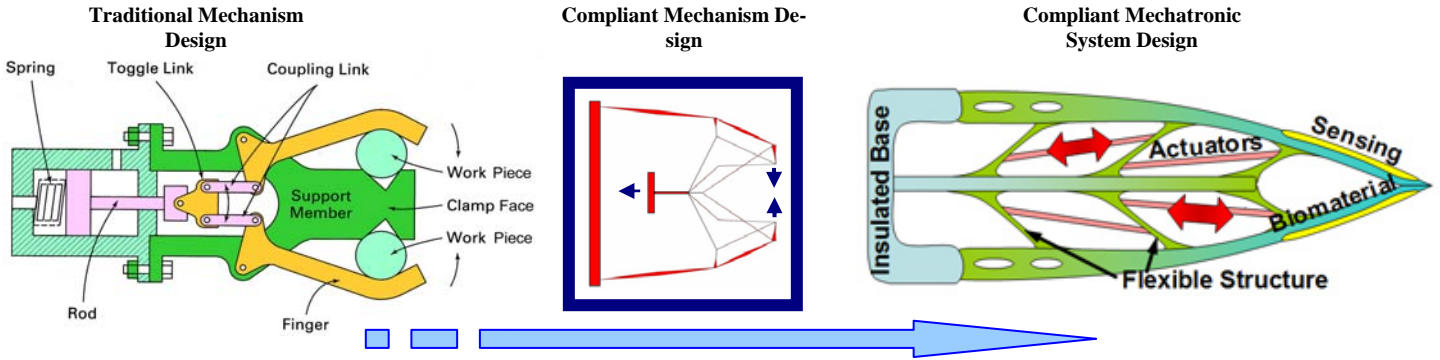 Traditional Mechanism
Design
Spring
Toggle Link
Coupling Link
Work Piece
Support
Member
Clamp Face
Work Piece
Rod
Finger
Compliant Mechanism De-
sign
Compliant Mechatronic
System Design
Insulated Base
Actuators
Sensing
Biomaterial
Flexible Structure